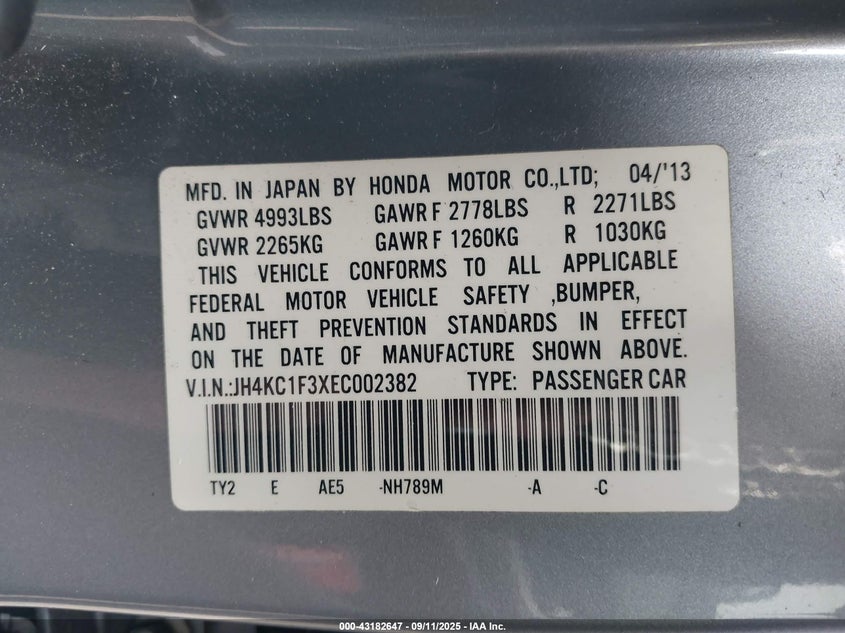 MFD. IN JAPAN BY HONDA MOTOR CO.,LTD; 04/'13
GVWR 4993LBS GAWR F 2778LBS R 2271LBS
GVWR 2265KG GAWR F 1260KG R 1030KG
THIS VEHICLE CONFORMS TO ALL APPLICABLE
FEDERAL MOTOR VEHICLE SAFETY ,BUMPER,
AND THEFT PREVENTION STANDARDS IN EFFECT
ON THE DATE OF MANUFACTURE SHOWN ABOVE.
V.I.N.:JH4KC1F3XEC002382 TYPE: PASSENGER CAR
TY2 E AE5 -NH789M -A -C
000-43182647 - 09/11/2025 - IAA Inc.